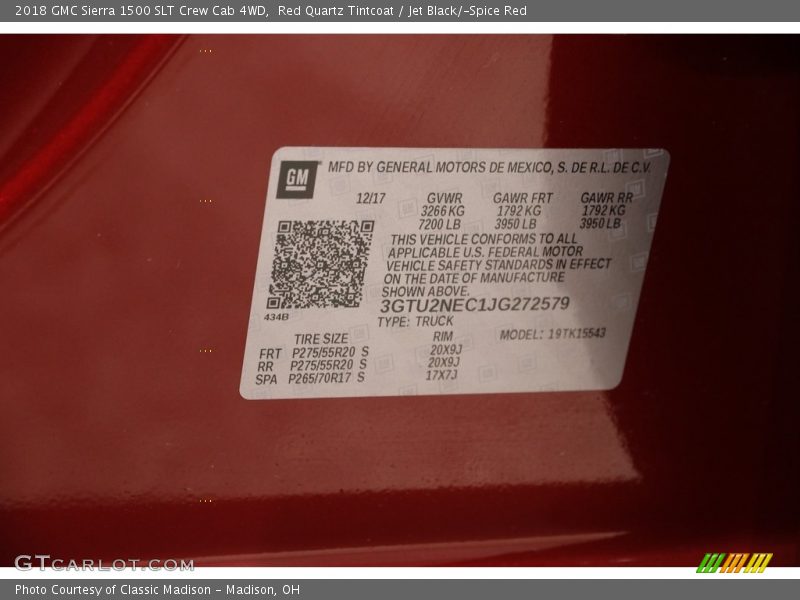 2018 GMC Sierra 1500 SLT Crew Cab 4WD, Red Quartz Tintcoat / Jet Black/­Spice Red
GM MFD BY GENERAL MOTORS DE MEXICO, S. DE R.L. DE C.V.
12/17 GVWR GAWR FRT GAWR RR
3266 KG 1792 KG 1792 KG
7200 LB 3950 LB 3950 LB
THIS VEHICLE CONFORMS TO ALL
APPLICABLE U.S. FEDERAL MOTOR
VEHICLE SAFETY STANDARDS IN EFFECT
ON THE DATE OF MANUFACTURE
SHOWN ABOVE.
3GTU2NEC1JG272579
434B
TYPE: TRUCK
TIRE SIZE RIM MODEL: 19TK15543
FRT P275/55R20 S 20X9J
RR P275/55R20 S 20X9J
SPA P265/70R17 S 17X7J
GTcarlot.com
Photo Courtesy of Classic Madison - Madison, OH